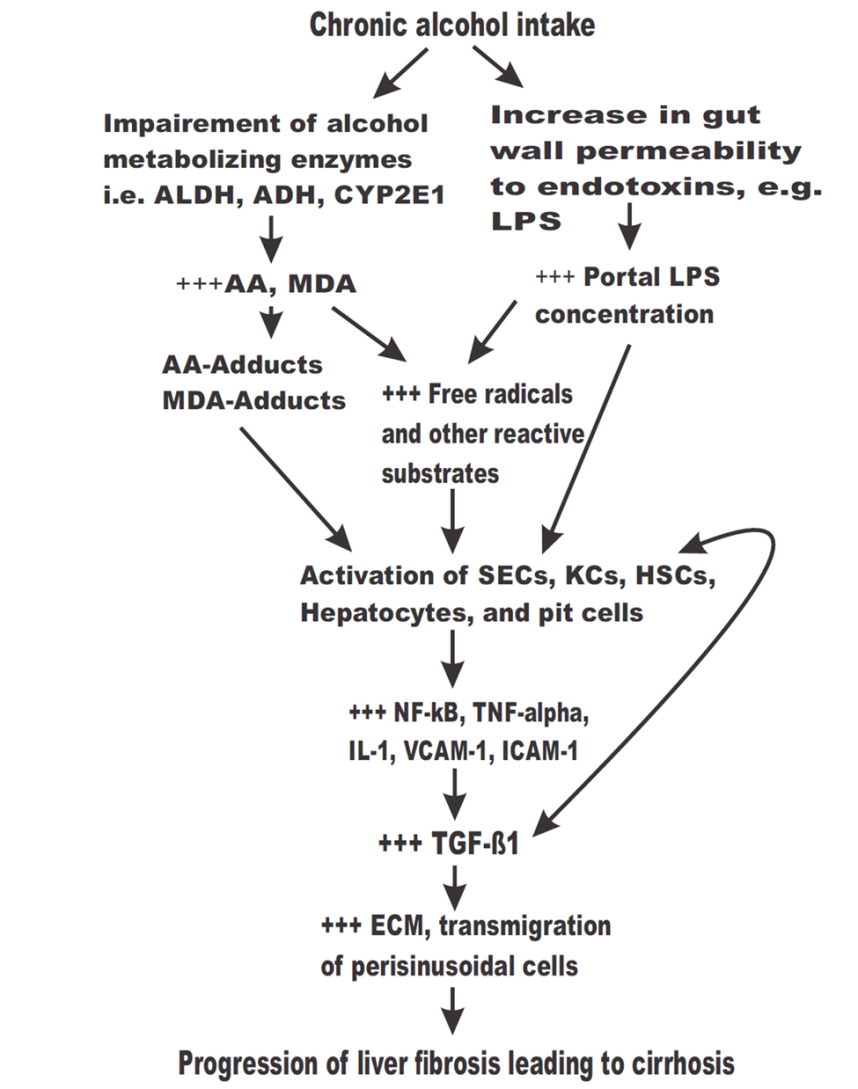 Chronic alcohol intake
Impairement of alcohol
metabolizing enzymes
i.e. ALDH, ADH, CYP2E1
Increase in gut
wall permeability
to endotoxins, e.g.
LPS
+++AA, MDA
+++ Portal LPS
concentration
AA-Adducts
MDA-Adducts
+++ Free radicals
and other reactive
substrates
Activation of SECs, KCs, HSCs,
Hepatocytes, and pit cells
+++ NF-kB, TNF-alpha,
IL-1, VCAM-1, ICAM-1
+++ TGF-ß1
+++ ECM, transmigration
of perisinusoidal cells
Progression of liver fibrosis leading to cirrhosis